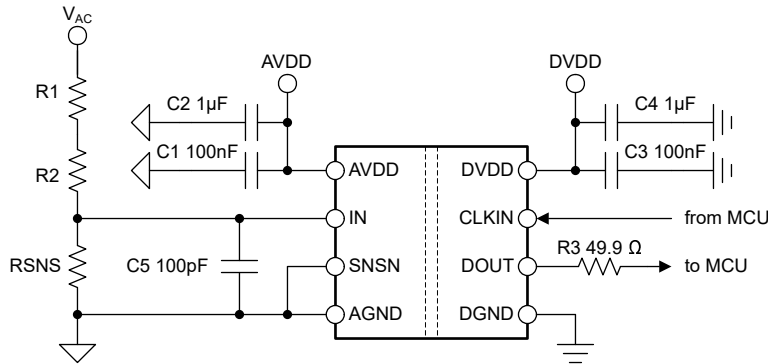 VAC
AVDD
DVDD
R1
C2 1μF
C4 1μF
C1 100nF
C3 100nF
R2
AVDD
DVDD
IN
CLKIN
from MCU
RSNS
C5 100pF
SNSN
DOUT
R3 49.9 Ω
to MCU
AGND
DGND